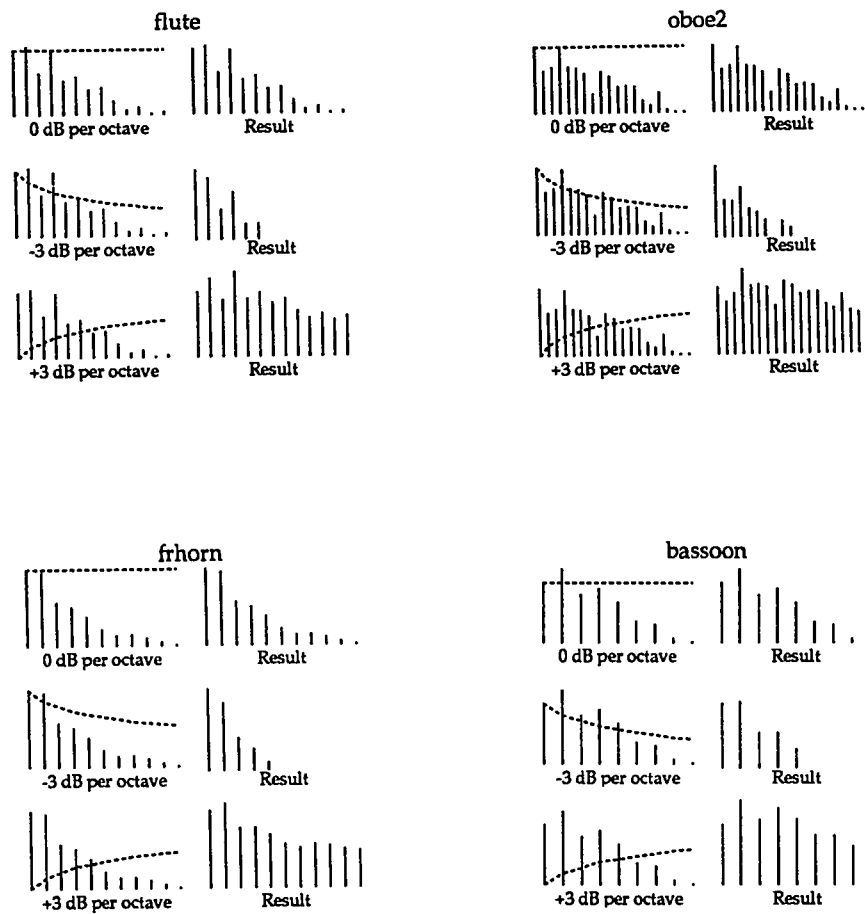 flute
0 dB per octave
Result
-3 dB per octave
Result
+3 dB per octave
Result
oboe2
0 dB per octave
Result
-3 dB per octave
Result
+3 dB per octave
Result
frhorn
0 dB per octave
Result
-3 dB per octave
Result
+3 dB per octave
Result
bassoon
0 dB per octave
Result
-3 dB per octave
Result
+3 dB per octave
Result